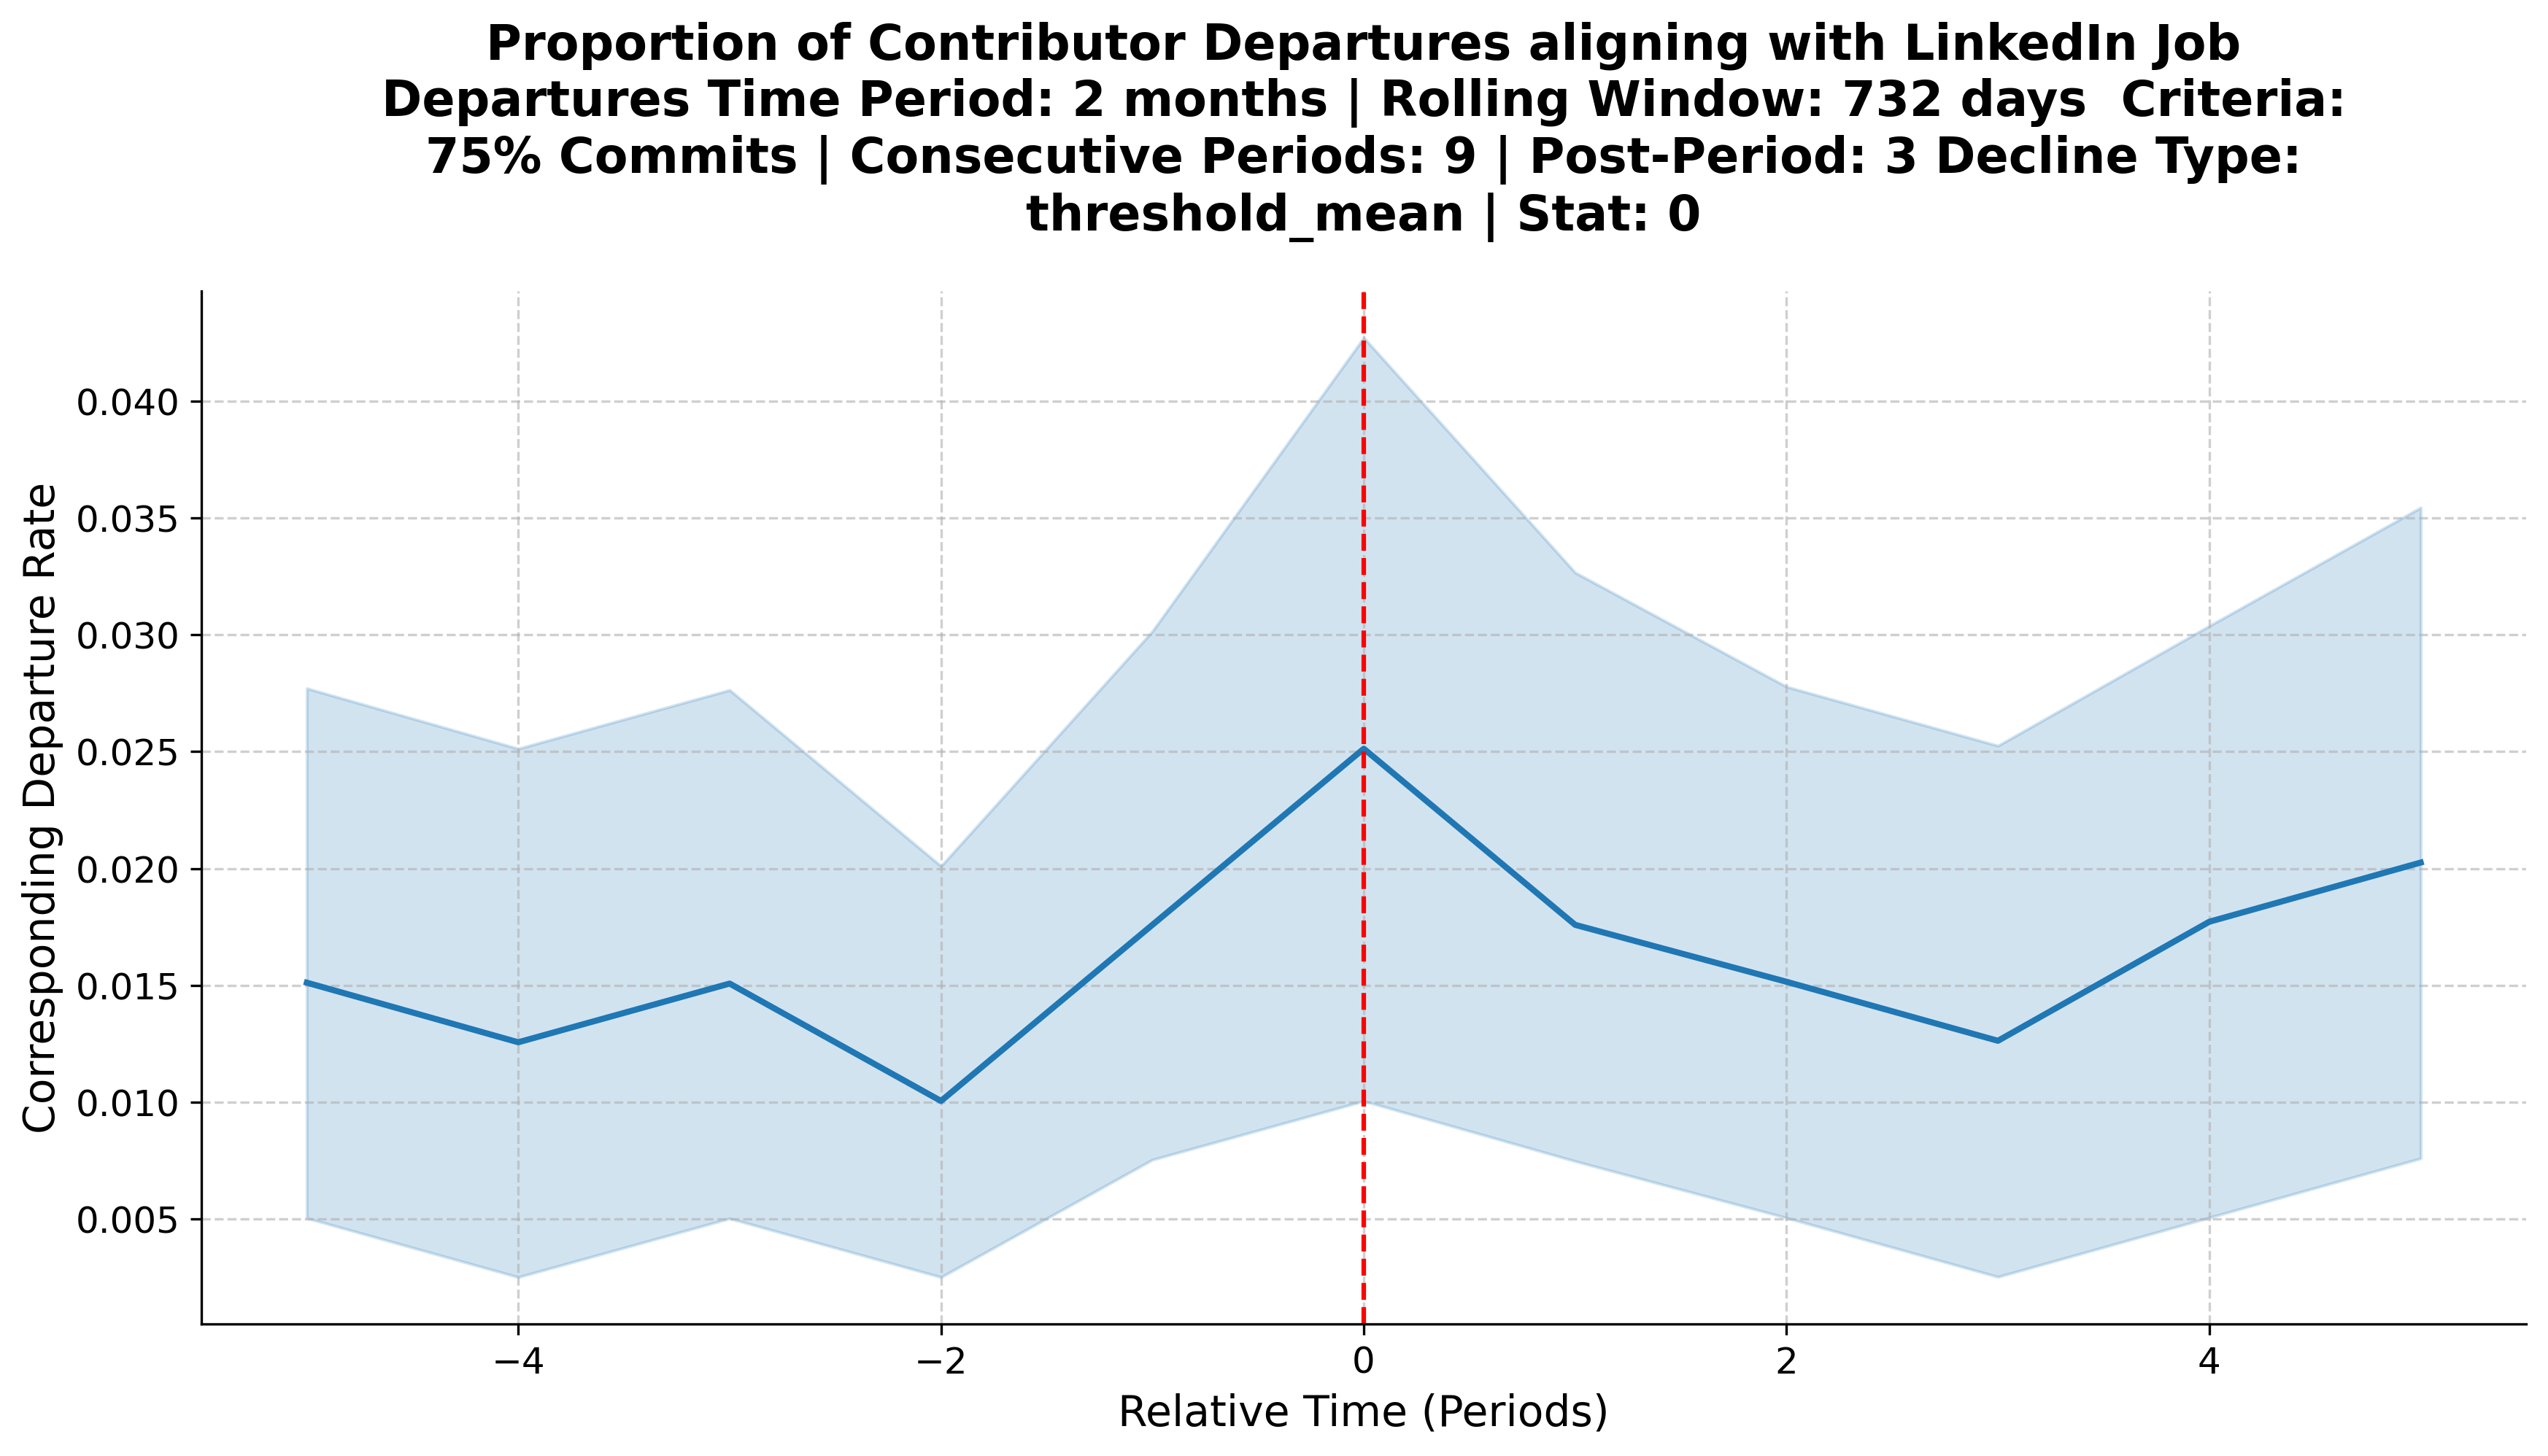 Proportion of Contributor Departures aligning with LinkedIn Job
Departures Time Period: 2 months | Rolling Window: 732 days  Criteria:
75% Commits | Consecutive Periods: 9 | Post-Period: 3 Decline Type:
threshold_mean | Stat: 0
Corresponding Departure Rate
0.040
0.035
0.030
0.025
0.020
0.015
0.010
0.005
−4 −2 0 2 4
Relative Time (Periods)